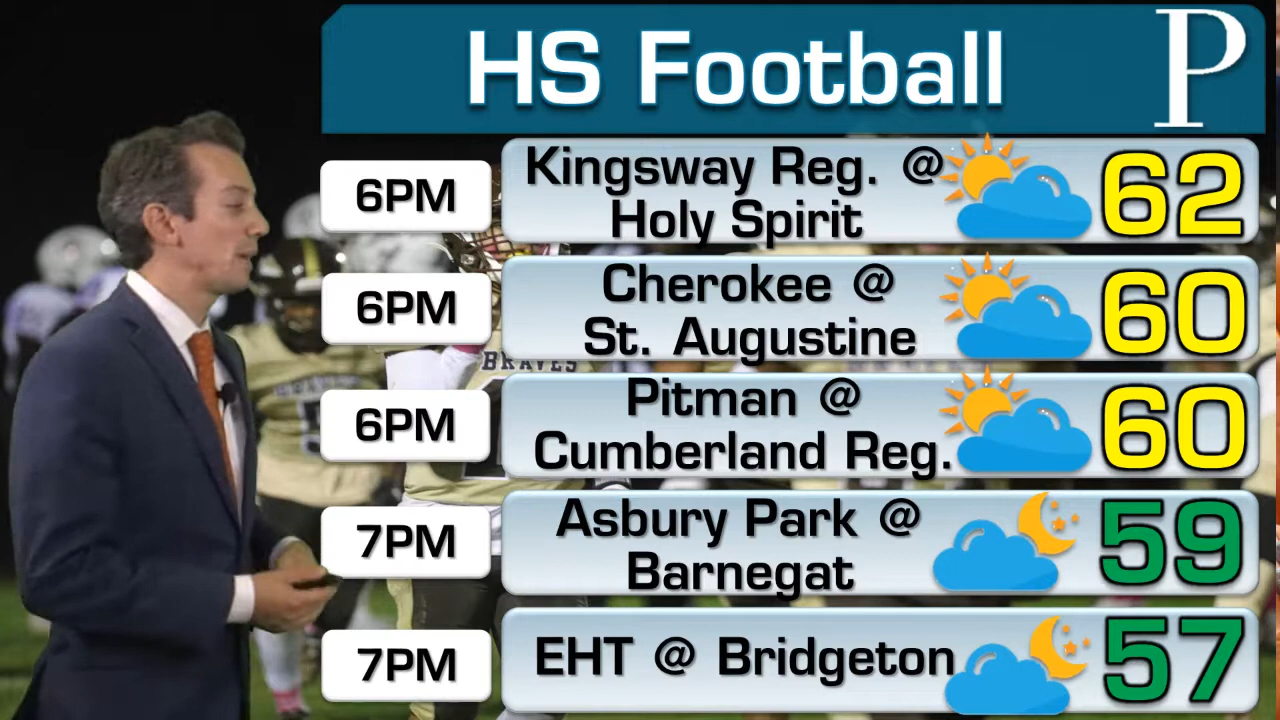 HS Football
P
6PM
Kingsway Reg. @
Holy Spirit
62
6PM
Cherokee @
St. Augustine
60
BRAVES
6PM
Pitman @
Cumberland Reg.
60
7PM
Asbury Park @
Barnegat
59
7PM
EHT @ Bridgeton
57